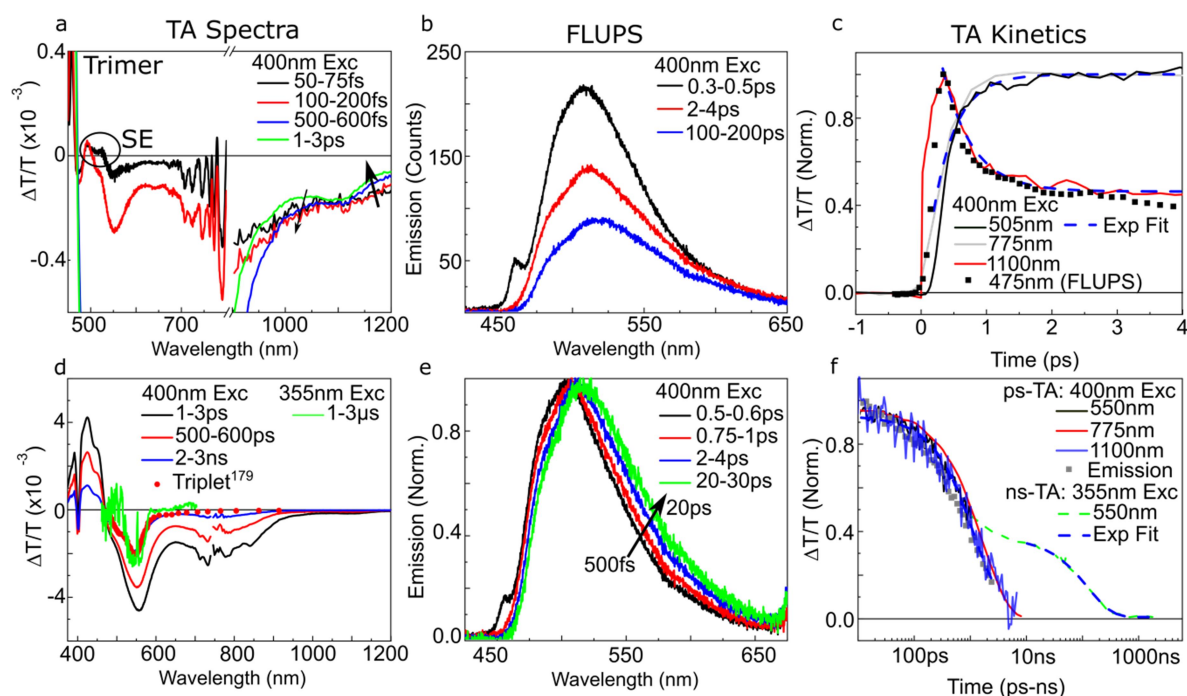 a TA Spectra
b FLUPS
c TA Kinetics
0.4
0
-0.4
ΔT/T (x10 ⁻³)
Trimer
SE
400nm Exc
50-75fs
100-200fs
500-600fs
1-3ps
500 700 1000 1200
Wavelength (nm)
250
150
50
Emission (Counts)
400nm Exc
0.3-0.5ps
2-4ps
100-200ps
450 550 650
Wavelength (nm)
0.8
0.4
0.0
ΔT/T (Norm.)
400nm Exc
505nm
775nm
1100nm
475nm (FLUPS)
Exp Fit
-1 0 1 2 3 4
Time (ps)
d
4
0
-4
ΔT/T (x10 ⁻³)
400nm Exc
1-3ps
500-600ps
2-3ns
Triplet¹⁷⁹
355nm Exc
1-3μs
400 600 800 1000 1200
Wavelength (nm)
e
0.8
0.4
0.0
Emission (Norm.)
400nm Exc
0.5-0.6ps
0.75-1ps
2-4ps
20-30ps
20ps
500fs
450 550 650
Wavelength (nm)
f
0.8
0.4
0.0
ΔT/T (Norm.)
ps-TA: 400nm Exc
550nm
775nm
1100nm
Emission
ns-TA: 355nm Exc
550nm
Exp Fit
100ps 10ns 1000ns
Time (ps-ns)